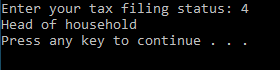 Enter your tax filing status: 4
Head of household
Press any key to continue . . .